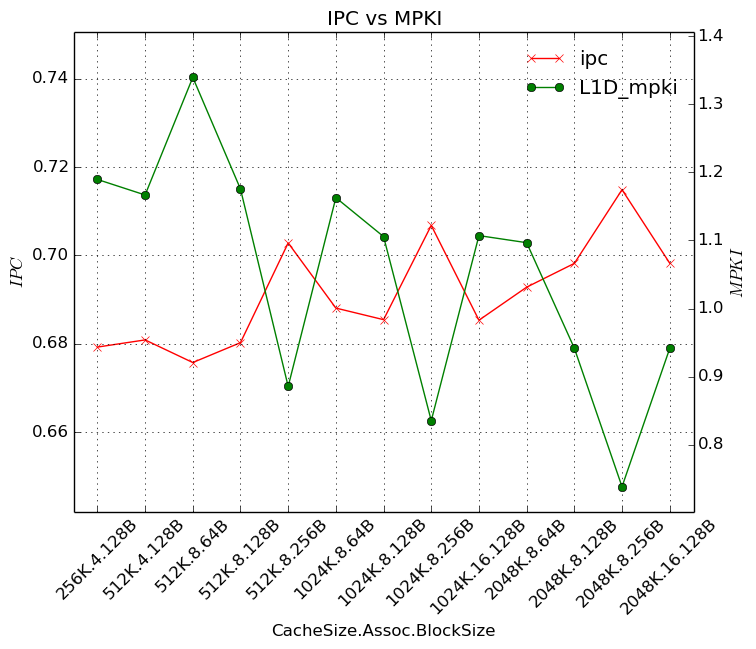 IPC vs MPKI
ipc
L1D_mpki
0.74
0.72
0.70
0.68
0.66
IPC
1.4
1.3
1.2
1.1
1.0
0.9
0.8
MPKI
256K.4.128B
512K.4.128B
512K.8.64B
512K.8.128B
512K.8.256B
1024K.8.64B
1024K.8.128B
1024K.8.256B
1024K.16.128B
2048K.8.64B
2048K.8.128B
2048K.8.256B
2048K.16.128B
CacheSize.Assoc.BlockSize